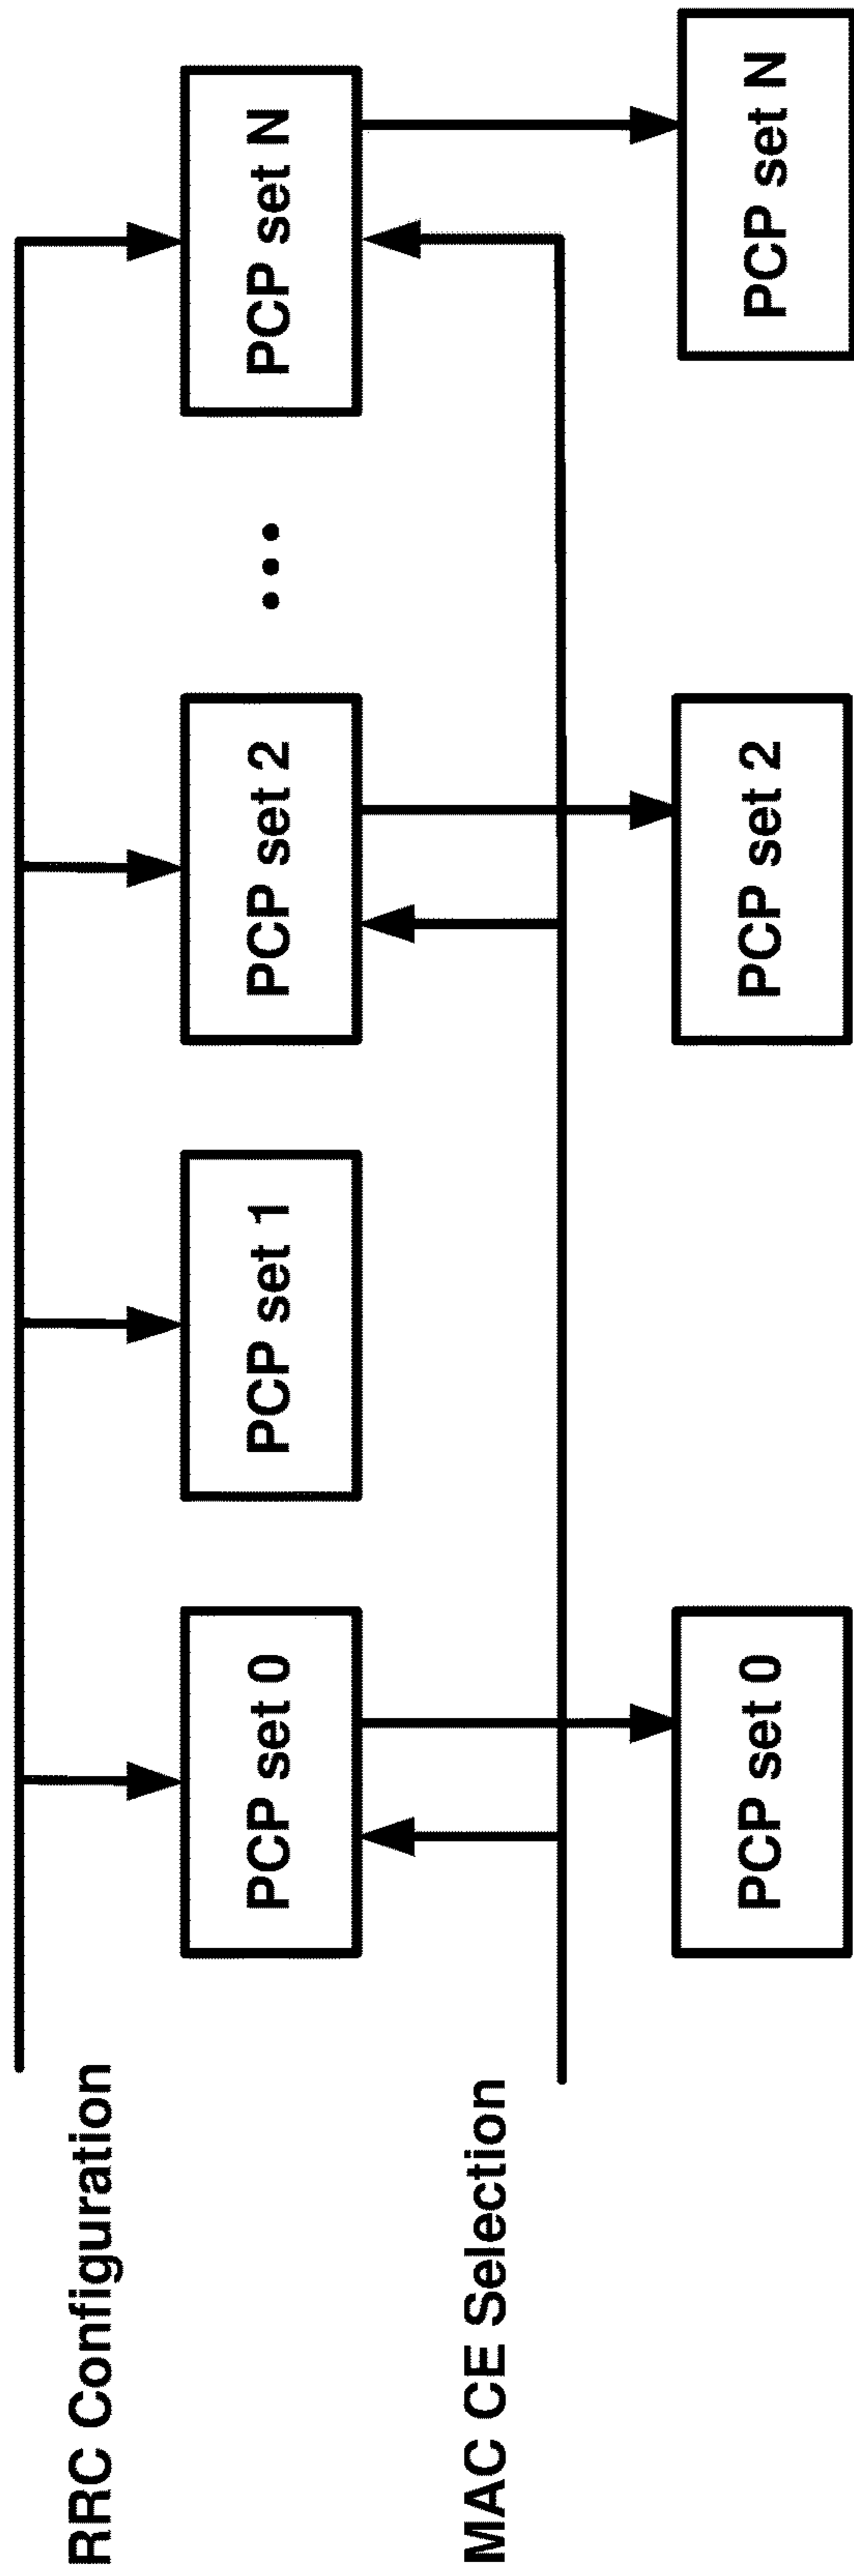 RRC Configuration
PCP set 0
PCP set 1
PCP set 2
...
PCP set N
MAC CE Selection
PCP set 0
PCP set 2
PCP set N